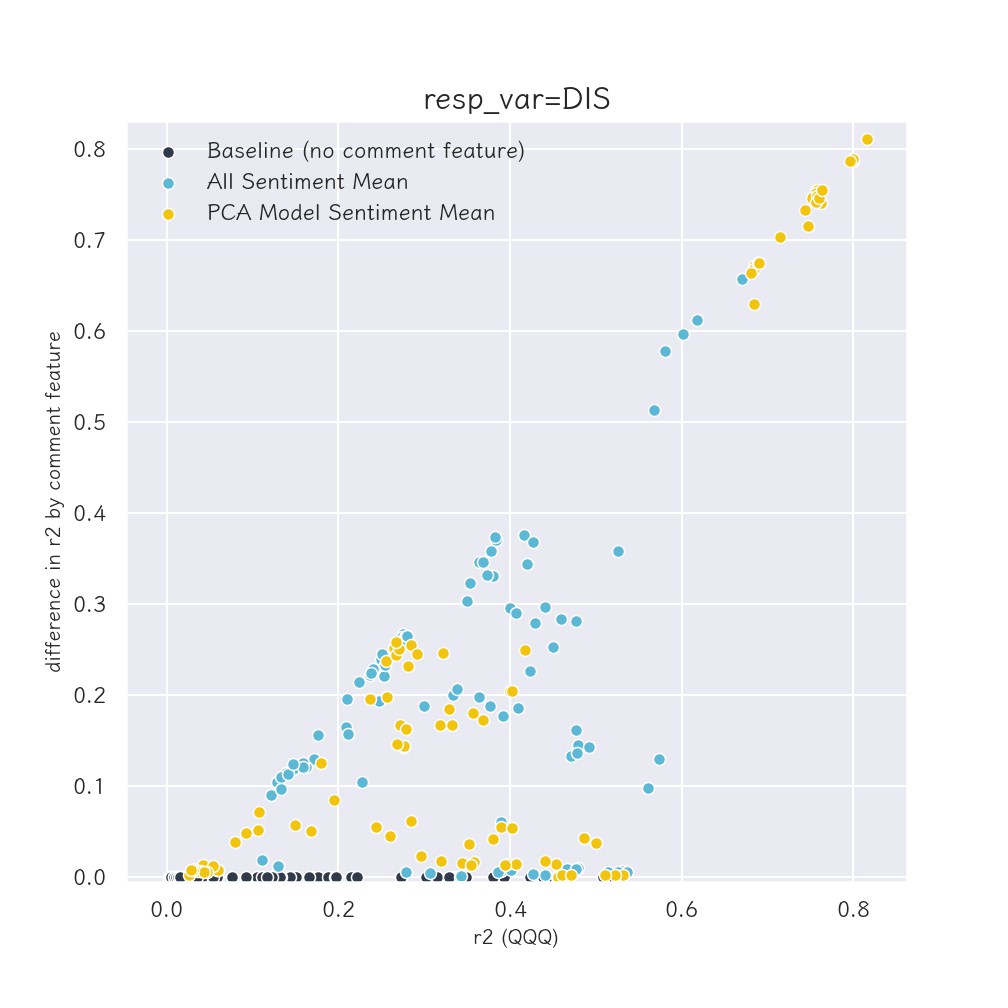 resp_var=DIS
Baseline (no comment feature)
All Sentiment Mean
PCA Model Sentiment Mean
difference in r2 by comment feature
0.8
0.7
0.6
0.5
0.4
0.3
0.2
0.1
0.0
0.0 0.2 0.4 0.6 0.8
r2 (QQQ)